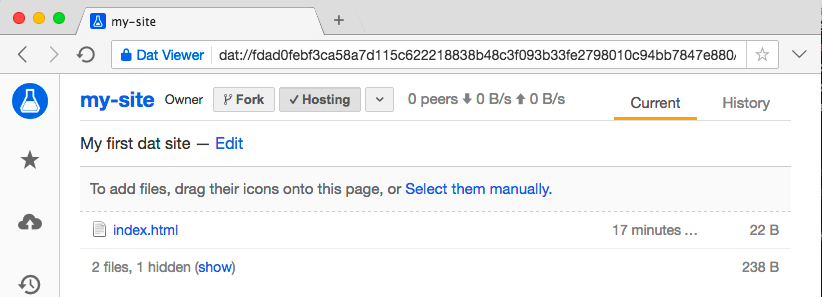 my-site
Dat Viewer dat://fdad0febf3ca58a7d115c622218838b48c3f093b33fe2798010c94bb7847e880/
my-site Owner Fork ✓ Hosting 0 peers ⬇ 0 B/s ⬆ 0 B/s Current History
My first dat site — Edit
To add files, drag their icons onto this page, or Select them manually.
index.html 17 minutes ... 22 B
2 files, 1 hidden (show) 238 B